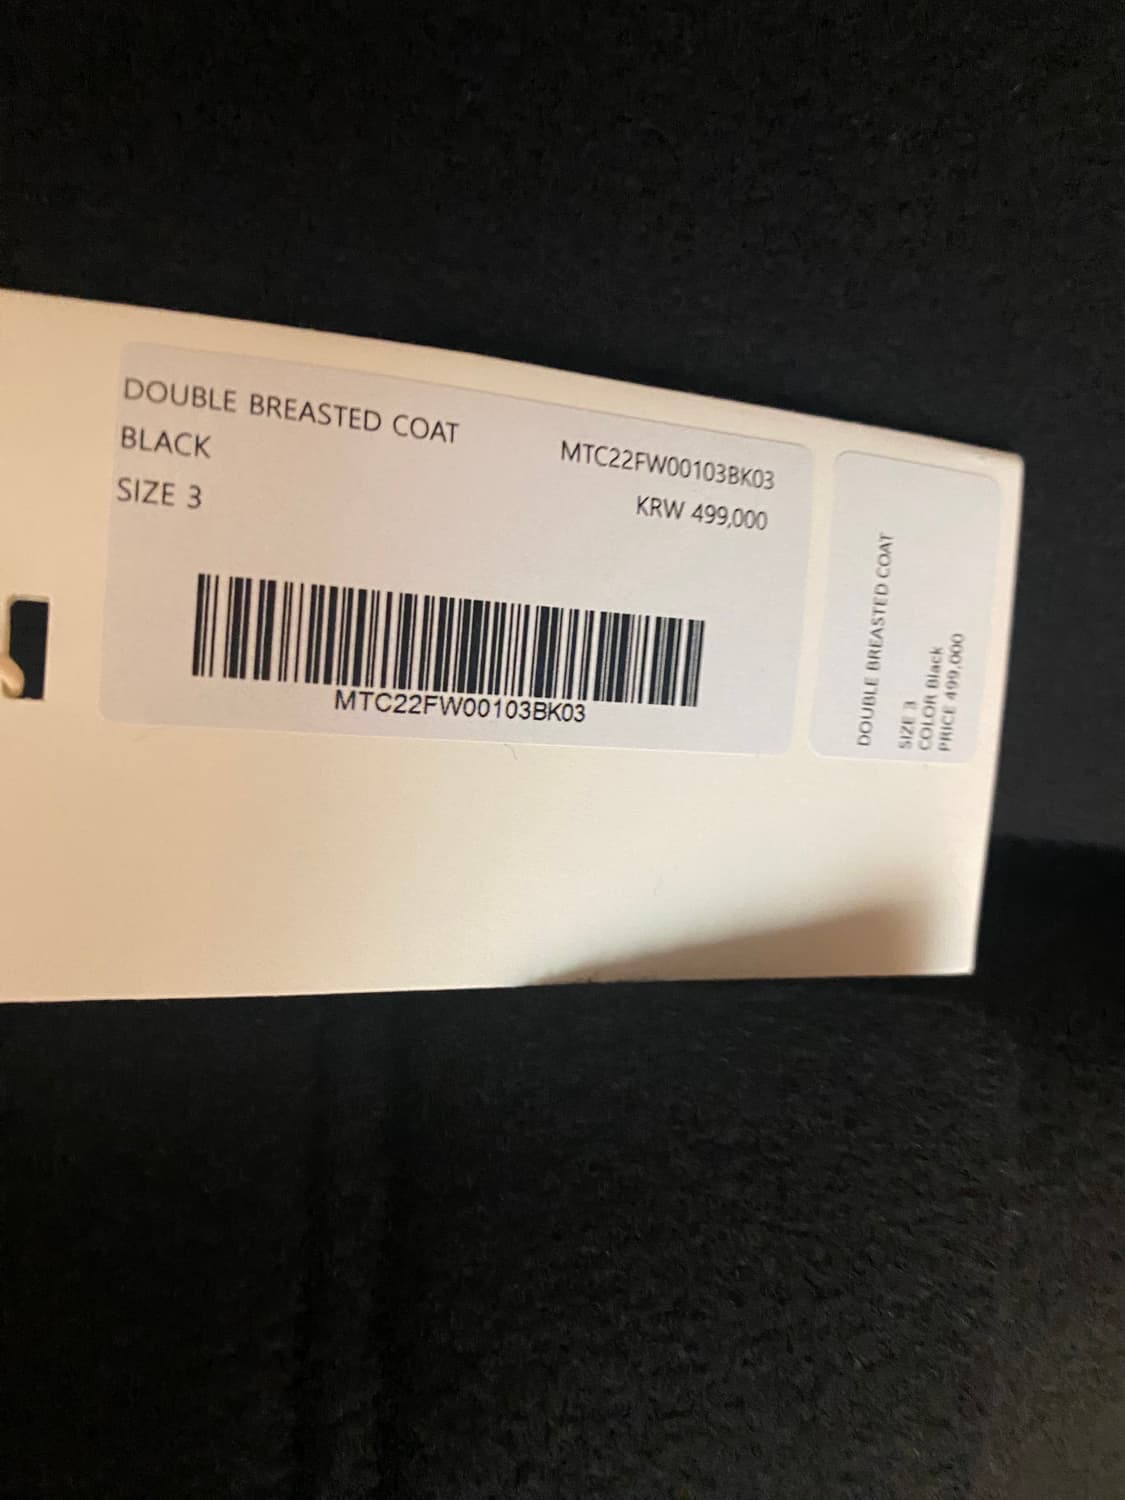 DOUBLE BREASTED COAT
BLACK
SIZE 3
MTC22FW00103BK03
KRW 499,000
MTC22FW00103BK03
DOUBLE BREASTED COAT
SIZE 3
COLOR Black
PRICE 499,000